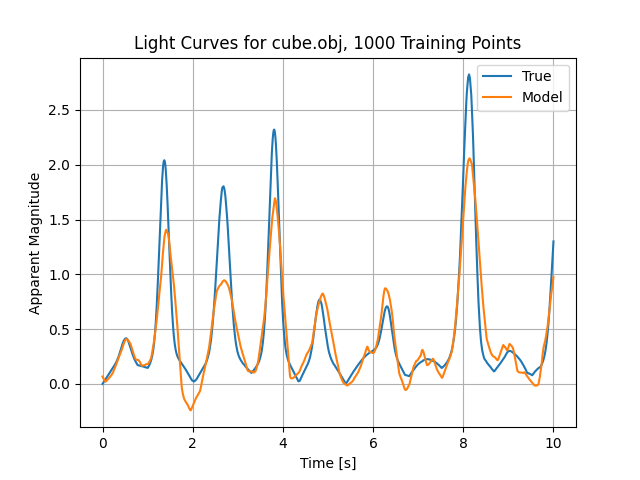 Light Curves for cube.obj, 1000 Training Points
True
Model
Apparent Magnitude
2.5
2.0
1.5
1.0
0.5
0.0
0 2 4 6 8 10
Time [s]